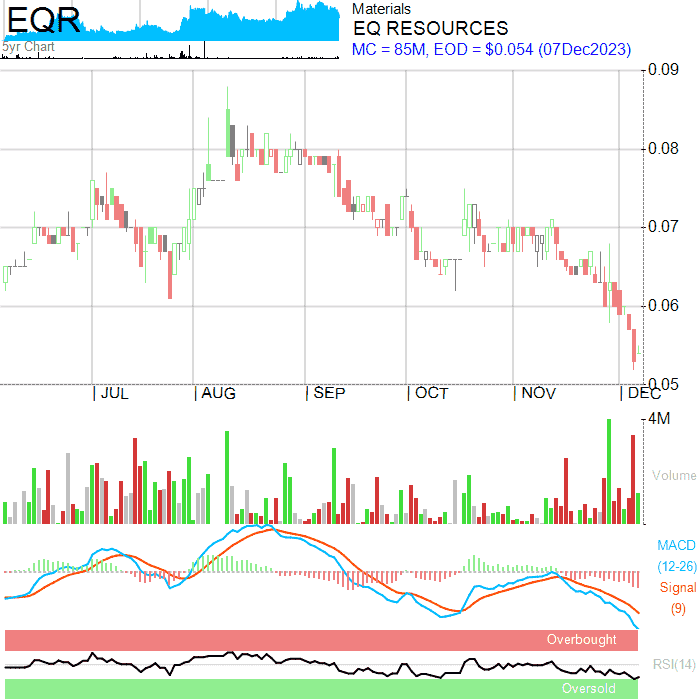 EQR
5yr Chart
Materials
EQ RESOURCES
MC = 85M, EOD = $0.054 (07Dec2023)
0.09
0.08
0.07
0.06
0.05
JUL AUG SEP OCT NOV DEC
4M
Volume
MACD
(12-26)
Signal
(9)
Overbought
RSI(14)
Oversold